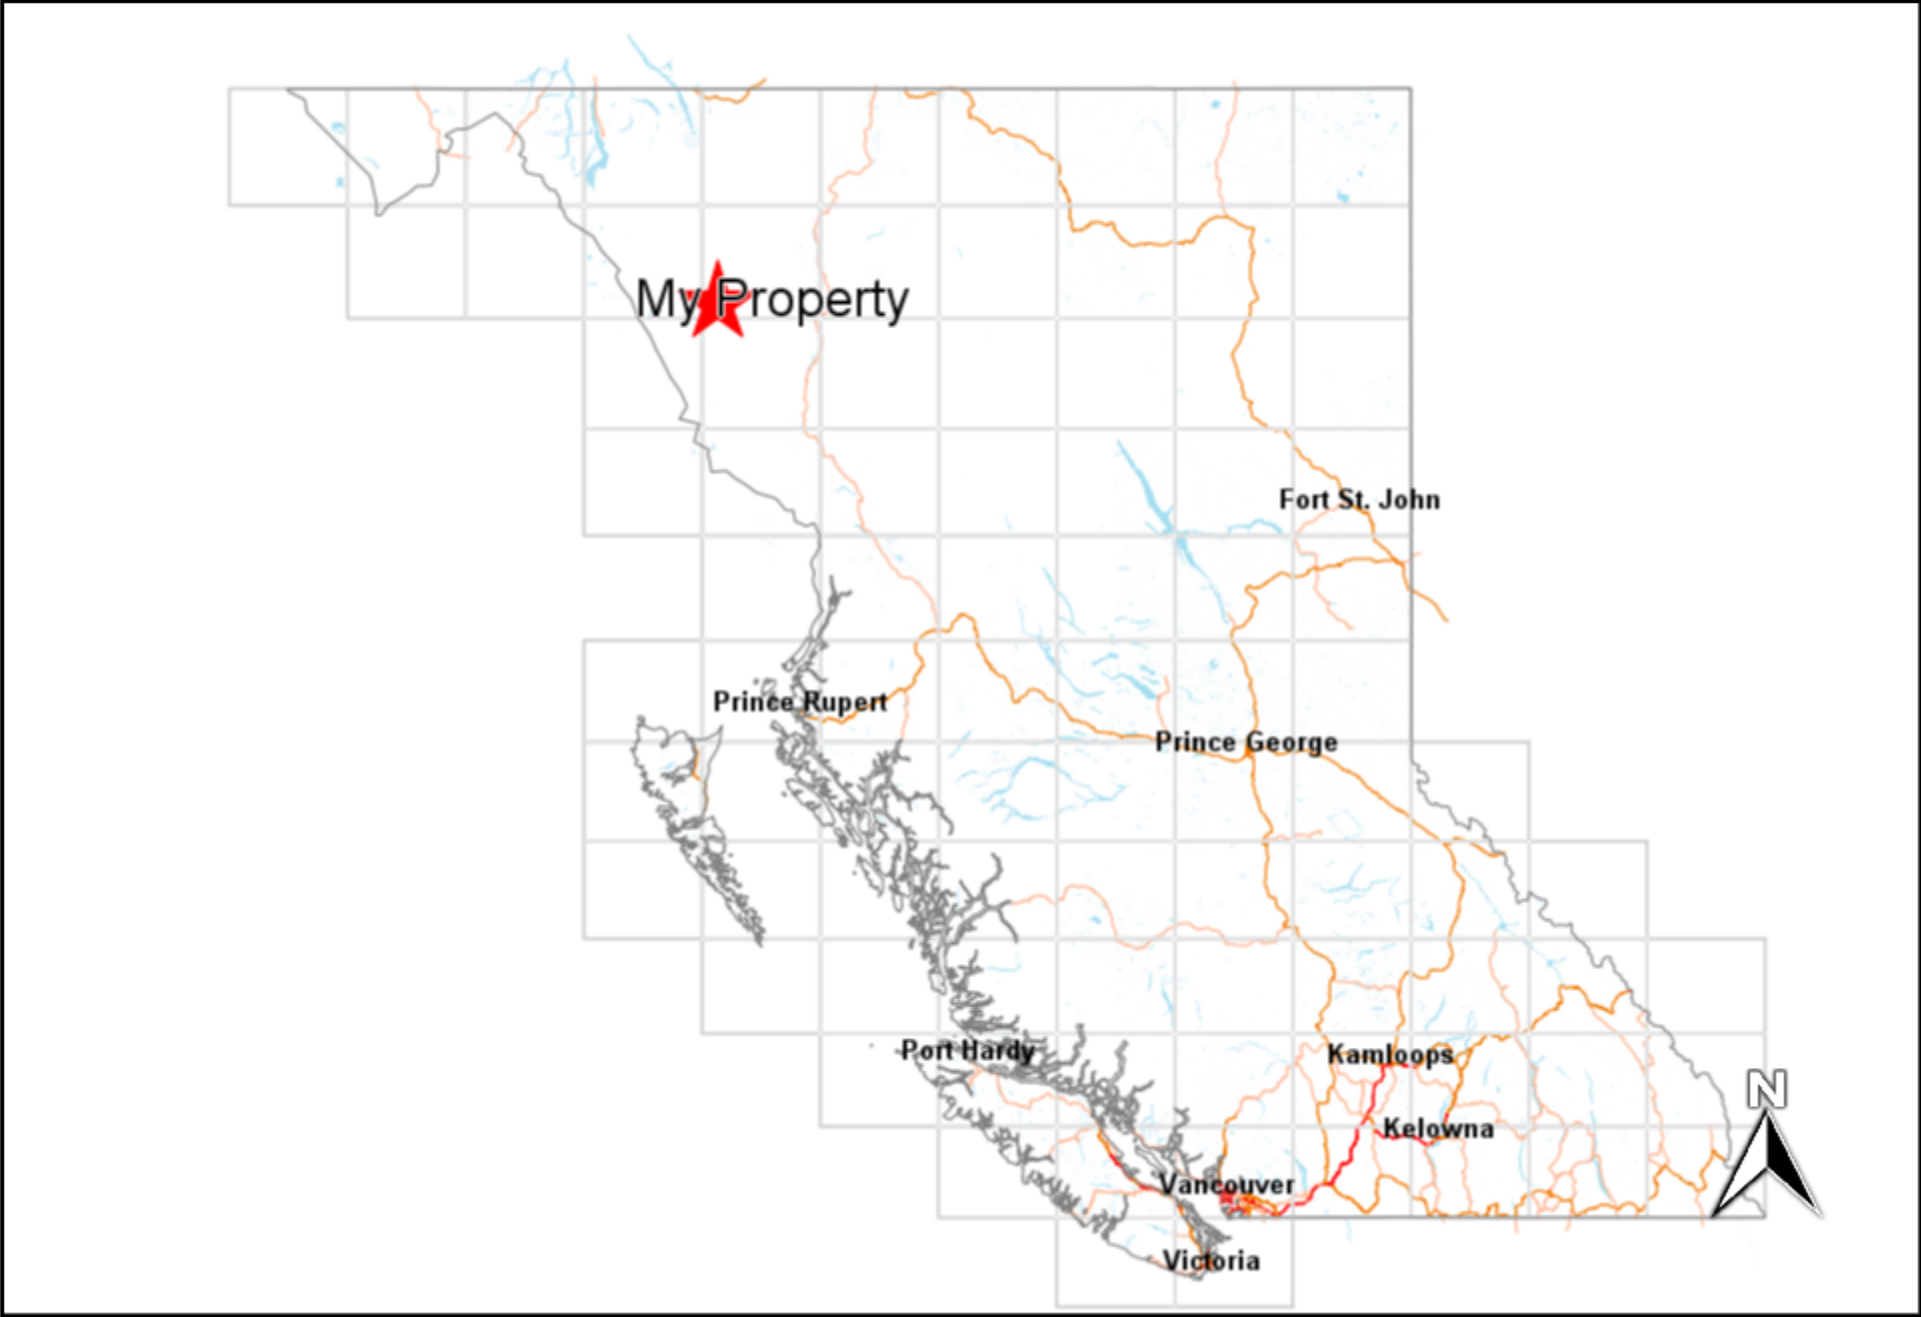 My Property
Fort St. John
Prince Rupert
Prince George
Port Hardy
Kamloops
N
Kelowna
Vancouver
Victoria